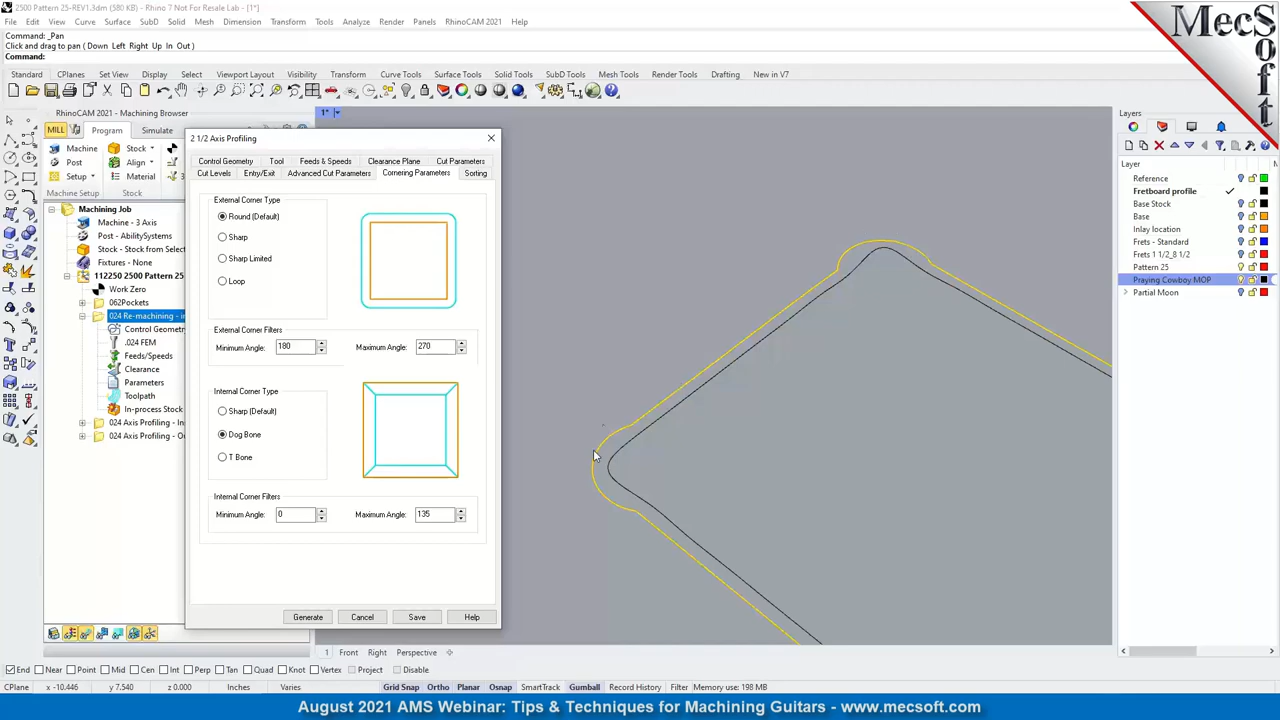 2500 Pattern 25-REV1.3dm (580 KB) - Rhino 7 Not For Resale Lab - [1*]
File Edit View Curve Surface SubD Solid Mesh Dimension Transform Tools Analyze Render Panels RhinoCAM 2021 Help
Command: _Pan
Click and drag to pan ( Down Left Right Up In Out )
Command:
Standard CPlanes Set View Display Select Viewport Layout Visibility Transform Curve Tools Surface Tools Solid Tools SubD Tools Mesh Tools Render Tools Drafting New in V7
MecSoft
RhinoCAM 2021 - Machining Browser
MILL Program Simulate
Machine Stock
Post Align
Setup Material
Machine Setup Stock
Machining Job
Machine - 3 Axis
Post - AbilitySystems
Stock - Stock from Select
Fixtures - None
112250 2500 Pattern 25
Work Zero
062Pockets
024 Re-machining - in
Control Geometry
.024 FEM
Feeds/Speeds
Clearance
Parameters
Toolpath
In-process Stock
024 Axis Profiling - In
024 Axis Profiling - Ou
2 1/2 Axis Profiling
Control Geometry Tool Feeds & Speeds Clearance Plane Cut Parameters
Cut Levels Entry/Exit Advanced Cut Parameters Cornering Parameters Sorting
External Corner Type
Round (Default)
Sharp
Sharp Limited
Loop
External Corner Filters
Minimum Angle: 180 Maximum Angle: 270
Internal Corner Type
Sharp (Default)
Dog Bone
T Bone
Internal Corner Filters
Minimum Angle: 0 Maximum Angle: 135
Generate Cancel Save Help
1*
Layers
Layer
Reference
Fretboard profile
Base Stock
Base
Inlay location
Frets - Standard
Frets 1 1/2_8 1/2
Pattern 25
Praying Cowboy MOP
Partial Moon
1 Front Right Perspective
End Near Point Mid Cen Int Perp Tan Quad Knot Vertex Project Disable
CPlane x -10.446 y 7.540 z 0.000 Inches Varies Grid Snap Ortho Planar Osnap SmartTrack Gumball Record History Filter Memory use: 198 MB
August 2021 AMS Webinar: Tips & Techniques for Machining Guitars - www.mecsoft.com